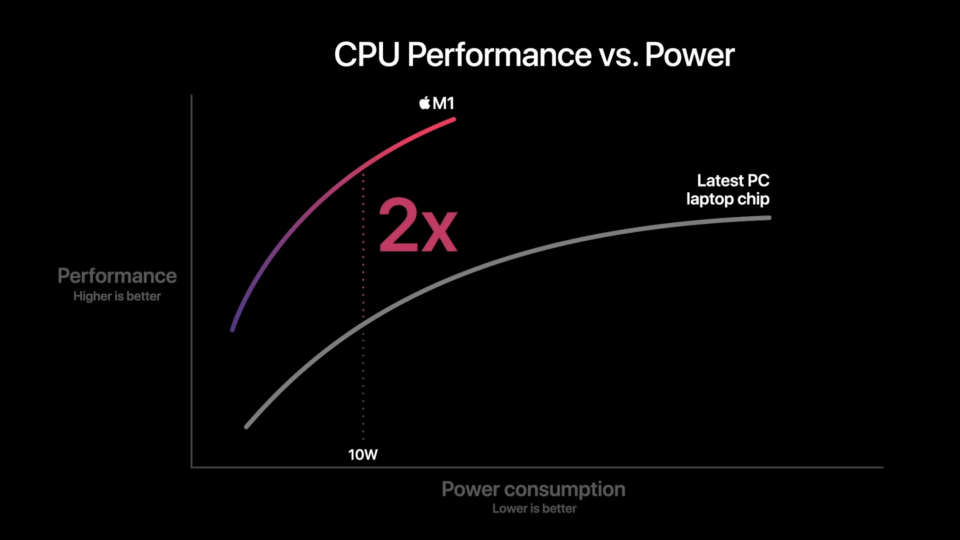 CPU Performance vs. Power
M1
Latest PC
laptop chip
2x
Performance
Higher is better
10W
Power consumption
Lower is better